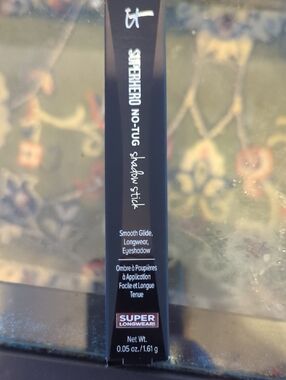 it
SUPERHERO NO-TUG shadow stick
Smooth Glide,
Longwear,
Eyeshadow
Ombre à Paupières
à Application
Facile et Longue
Tenue
SUPER
LONGWEAR!
Net Wt.
0.05 oz./1.61 g